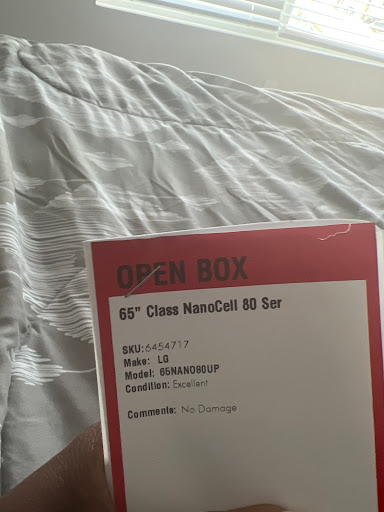 OPEN BOX
65" Class NanoCell 80 Ser
SKU:6454717
Make: LG
Model: 65NANO80UP
Condition: Excellent
Comments: No Damage